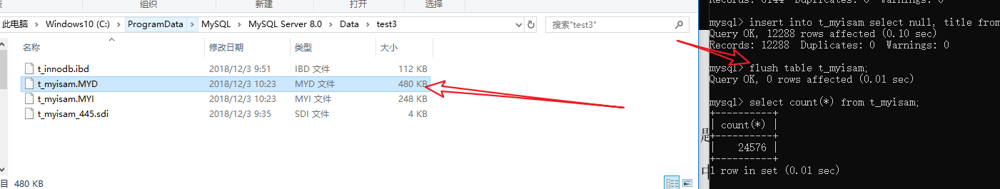 组织
新建
打开
选择
此电脑 > Windows10 (C:) > ProgramData > MySQL > MySQL Server 8.0 > Data > test3
搜索"test3"
名称 修改日期 类型 大小
t_innodb.ibd 2018/12/3 9:51 IBD 文件 112 KB
t_myisam.MYD 2018/12/3 10:23 MYD 文件 480 KB
t_myisam.MYI 2018/12/3 10:23 MYI 文件 248 KB
t_myisam_445.sdi 2018/12/3 9:35 SDI 文件 4 KB
目 480 KB
Records: 6144 Duplicates: 0 Warnings: 0
mysql> insert into t_myisam select null, title from
Query OK, 12288 rows affected (0.10 sec)
Records: 12288 Duplicates: 0 Warnings: 0
mysql> flush table t_myisam;
Query OK, 0 rows affected (0.01 sec)
mysql> select count(*) from t_myisam;
+----------+
| count(*) |
+----------+
| 24576 |
+----------+
1 row in set (0.01 sec)
是
中